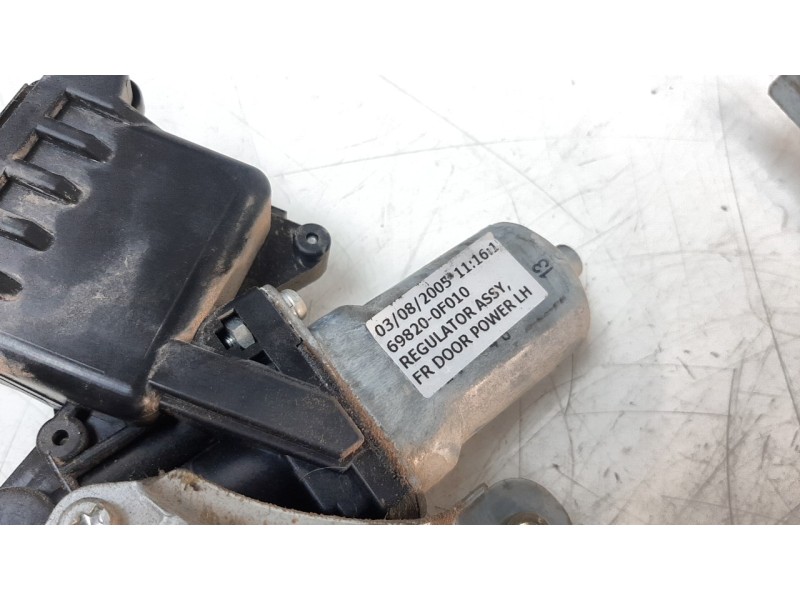 03/08/2005 11:16:1
69820-0F010
REGULATOR ASSY,
FR DOOR POWER LH
13